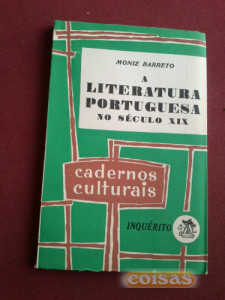 MONIZ BARRETO
A
LITERATURA
PORTUGUESA
NO SÉCULO XIX
cadernos
culturais
INQUÉRITO
coisas